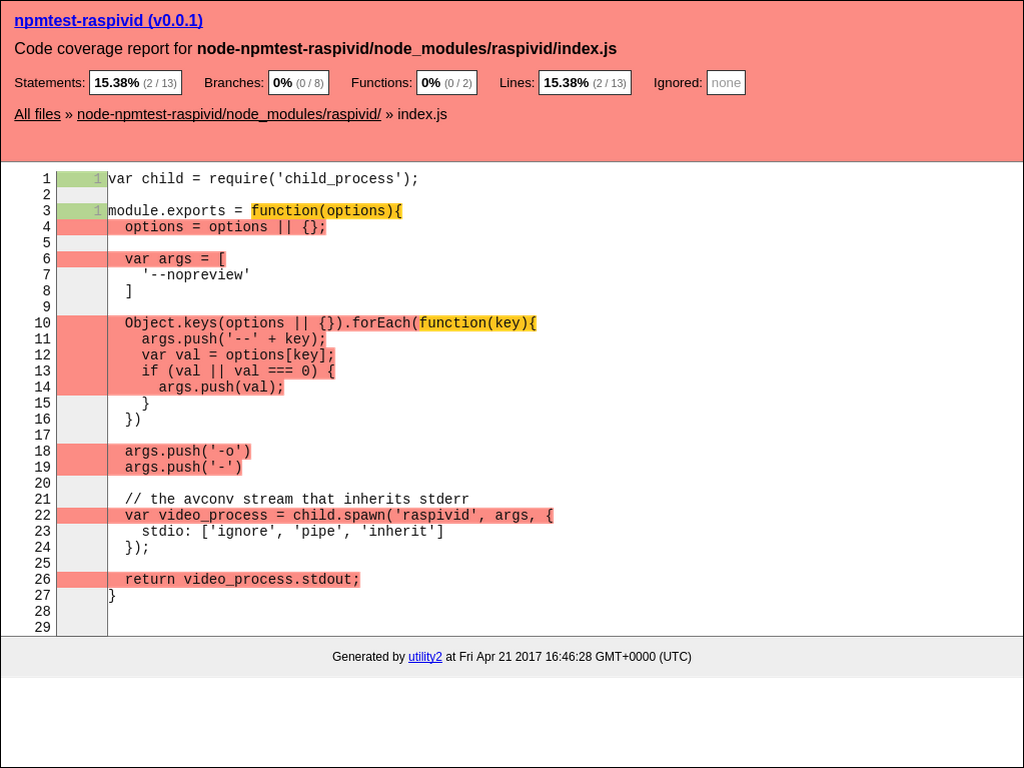 npmtest-raspivid (v0.0.1)
Code coverage report for node-npmtest-raspivid/node_modules/raspivid/index.js
Statements: 15.38% (2 / 13) Branches: 0% (0 / 8) Functions: 0% (0 / 2) Lines: 15.38% (2 / 13) Ignored: none
All files » node-npmtest-raspivid/node_modules/raspivid/ » index.js
1 1 var child = require('child_process');
2
3 1 module.exports = function(options){
4 options = options || {};
5
6 var args = [
7 '--nopreview'
8 ]
9
10 Object.keys(options || {}).forEach(function(key){
11 args.push('--' + key);
12 var val = options[key];
13 if (val || val === 0) {
14 args.push(val);
15 }
16 })
17
18 args.push('-o')
19 args.push('-')
20
21 // the avconv stream that inherits stderr
22 var video_process = child.spawn('raspivid', args, {
23 stdio: ['ignore', 'pipe', 'inherit']
24 });
25
26 return video_process.stdout;
27 }
28
29
Generated by utility2 at Fri Apr 21 2017 16:46:28 GMT+0000 (UTC)